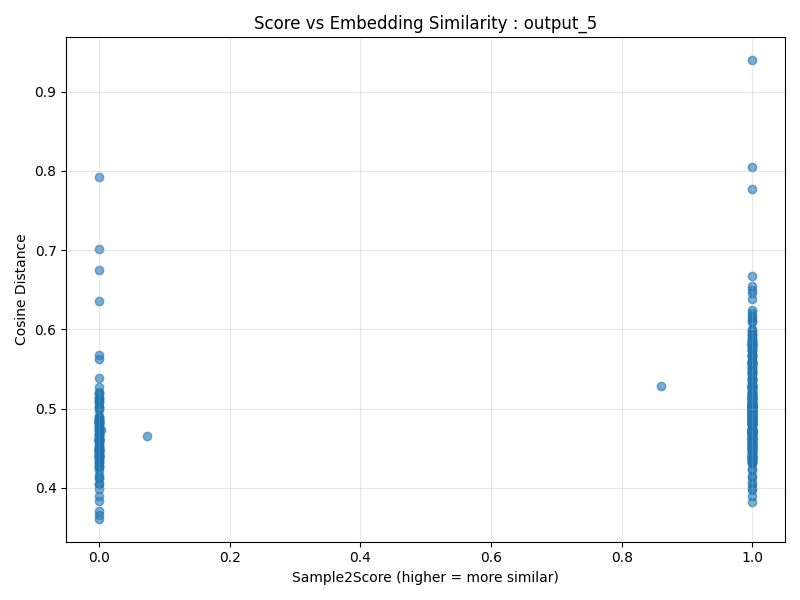 Score vs Embedding Similarity : output_5
0.9
0.8
0.7
0.6
0.5
0.4
Cosine Distance
0.0 0.2 0.4 0.6 0.8 1.0
Sample2Score (higher = more similar)